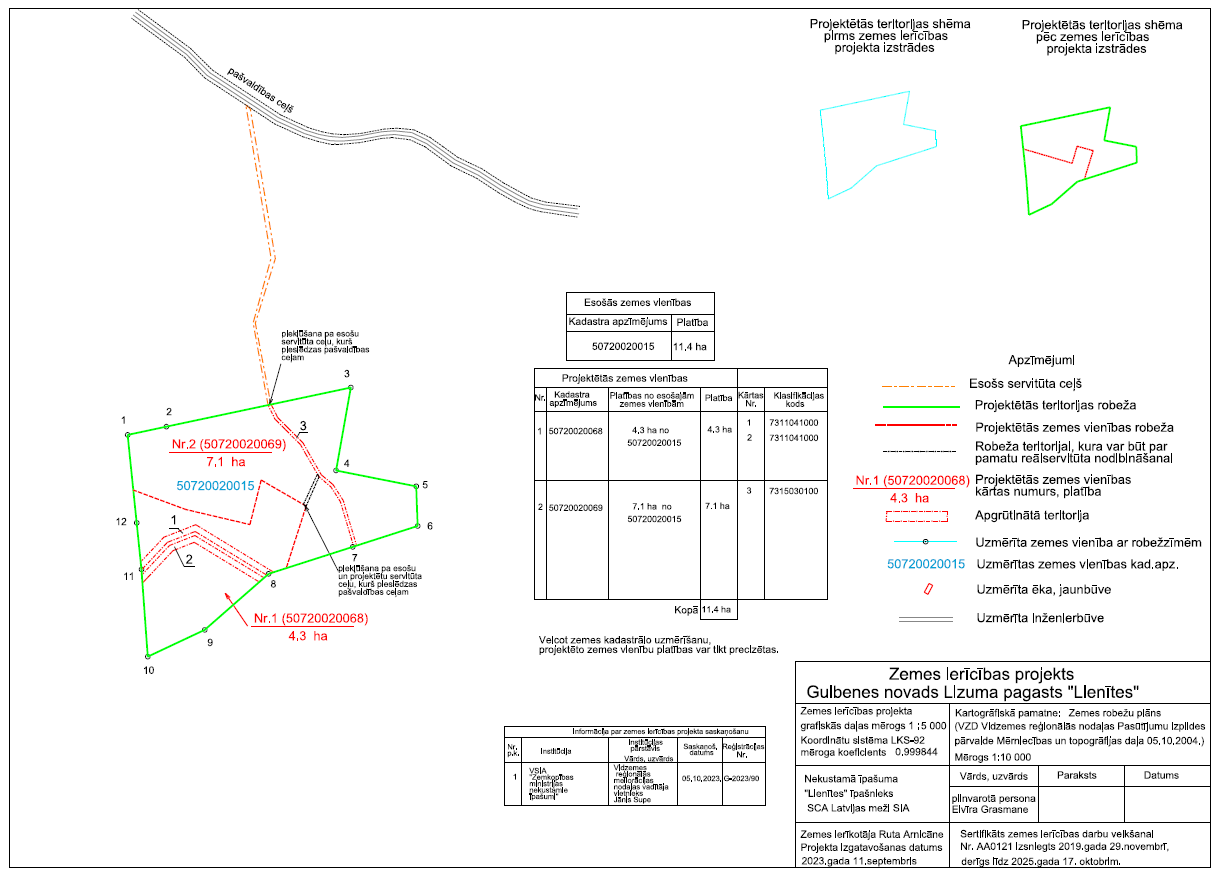 pašvaldības ceļš
Projektētās teritorijas shēma
pirms zemes ierīcības
projekta izstrādes
Projektētās teritorijas shēma
pēc zemes ierīcības
projekta izstrādes
piekļūšana pa esošu
servitūta ceļu, kurš
pieslēdzas pašvaldības
ceļam
1
2
3
4
5
6
7
8
9
10
11
12
3
1
2
Nr.2 (50720020069)
7,1 ha
50720020015
piekļūšana pa esošu
un projektētu servitūta
ceļu, kurš pieslēdzas
pašvaldības ceļam
Nr.1 (50720020068)
4,3 ha
Esošās zemes vienības
Kadastra apzīmējums Platība
50720020015 11,4 ha
Projektētās zemes vienības
Nr. Kadastra apzīmējums Platības no esošajām zemes vienībām Platība Kārtas Nr. Klasifikācijas kods
1 50720020068 4,3 ha no 50720020015 4,3 ha 1 7311041000
2 7311041000
2 50720020069 7,1 ha no 50720020015 7.1 ha 3 7315030100
Kopā 11.4 ha
Veicot zemes kadastrālo uzmērīšanu,
projektēto zemes vienību platības var tikt precizētas.
Apzīmējumi
Esošs servitūta ceļš
Projektētās teritorijas robeža
Projektētās zemes vienības robeža
Robeža teritorijai, kura var būt par
pamatu reālservitūta nodibināšanai
Nr.1 (50720020068)
4.3 ha
Projektētās zemes vienības
kārtas numurs, platība
Apgrūtinātā teritorija
Uzmērīta zemes vienība ar robežzīmēm
50720020015 Uzmērītas zemes vienības kad.apz.
Uzmērīta ēka, jaunbūve
Uzmērīta inženierbūve
Informācija par zemes ierīcības projekta saskaņošanu
Nr. p.k. Institūcija Institūcijas pārstāvis Vārds, uzvārds Saskaņoš. datums Reģistrācijas Nr.
1 VSIA "Zemkopības ministrijas nekustamie īpašumi" Vidzemes reģionālās meliorācijas nodaļas vadītāja vietnieks Jānis Supe 05.10.2023. G-2023/90
Zemes ierīcības projekts
Gulbenes novads Lizuma pagasts "Lienītes"
Zemes ierīcības projekta
grafiskās daļas mērogs 1 :5 000
Koordinātu sistēma LKS-92
mēroga koeficients 0,999844
Kartogrāfiskā pamatne: Zemes robežu plāns
(VZD Vidzemes reģionālās nodaļas Pasūtījumu izpildes
pārvalde Mērniecības un topogrāfijas daļa 05.10.2004.)
Mērogs 1:10 000
Nekustamā īpašuma
"Lienītes" īpašnieks
SCA Latvijas meži SIA
Vārds, uzvārds Paraksts Datums
pilnvarotā persona
Elvīra Grasmane
Zemes ierīkotāja Ruta Arnicāne
Projekta izgatavošanas datums
2023.gada 11.septembris
Sertifikāts zemes ierīcības darbu veikšanai
Nr. AA0121 izsniegts 2019.gada 29.novembrī,
derīgs līdz 2025.gada 17. oktobrim.